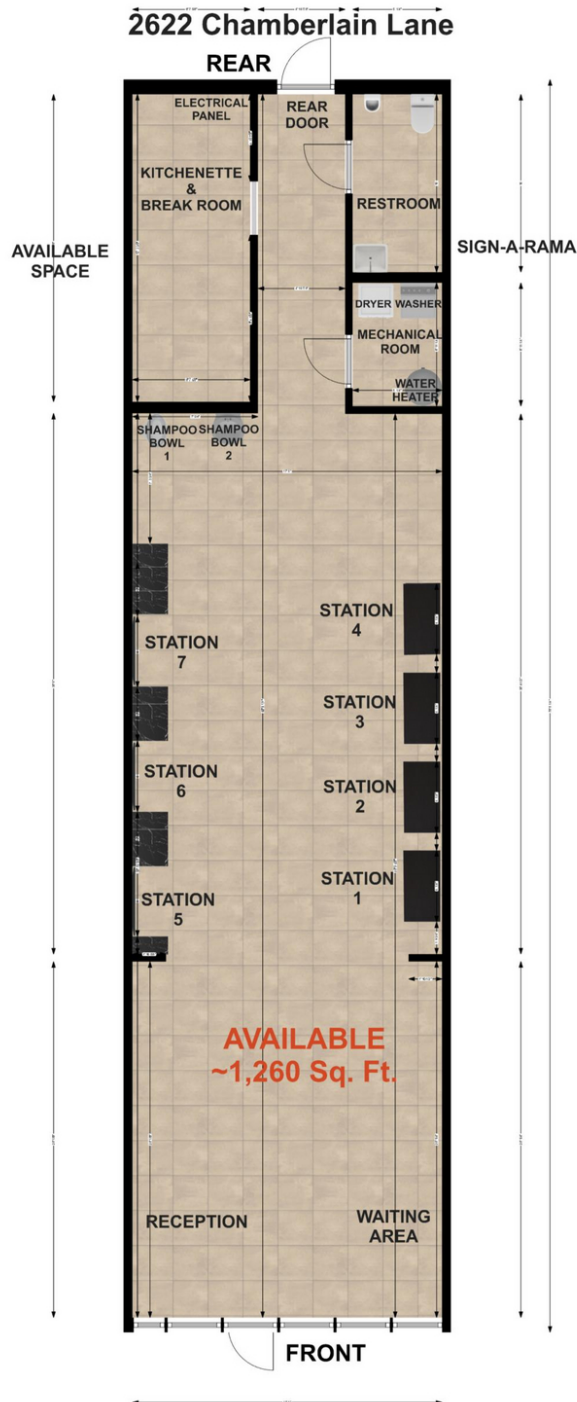 2622 Chamberlain Lane
REAR
ELECTRICAL
PANEL
REAR
DOOR
KITCHENETTE
&
BREAK ROOM
RESTROOM
AVAILABLE
SPACE
SIGN-A-RAMA
DRYER
WASHER
MECHANICAL
ROOM
WATER
HEATER
SHAMPOO
BOWL
1
SHAMPOO
BOWL
2
STATION
4
STATION
7
STATION
3
STATION
6
STATION
2
STATION
1
STATION
5
AVAILABLE
~1,260 Sq. Ft.
RECEPTION
WAITING
AREA
FRONT